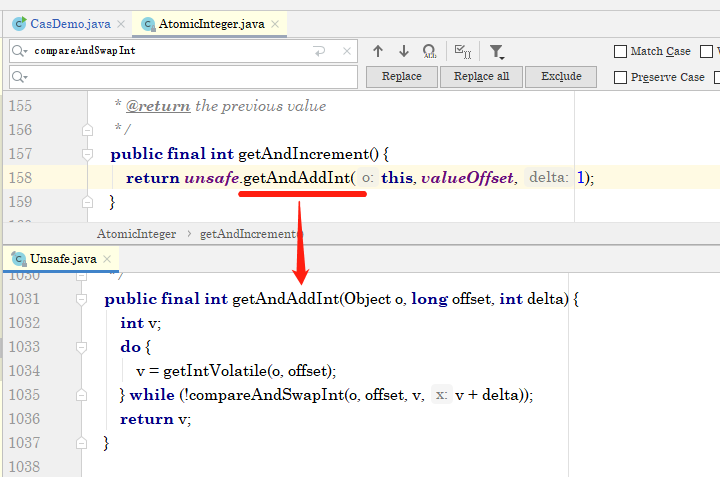 CasDemo.java AtomicInteger.java
compareAndSwapInt Match Case
Replace Replace all Exclude Preserve Case
155 * @return the previous value
156 */
157 public final int getAndIncrement() {
158 return unsafe.getAndAddInt( o: this, valueOffset, delta: 1);
159 }
AtomicInteger › getAndIncrement()
Unsafe.java
1030 */
1031 public final int getAndAddInt(Object o, long offset, int delta) {
1032 int v;
1033 do {
1034 v = getIntVolatile(o, offset);
1035 } while (!compareAndSwapInt(o, offset, v, x: v + delta));
1036 return v;
1037 }
1038